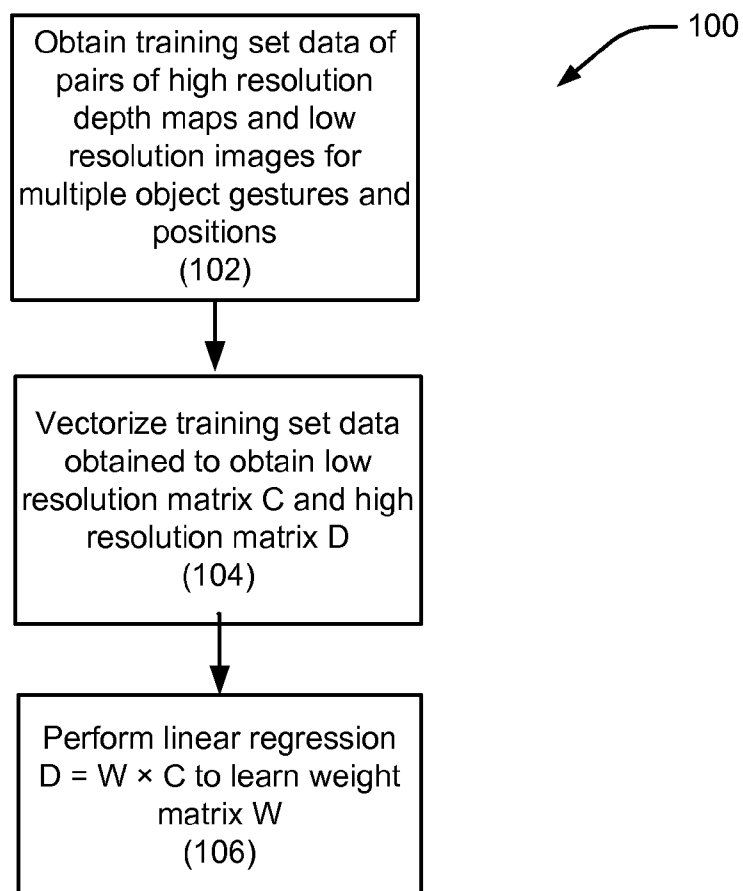 100
Obtain training set data of
pairs of high resolution
depth maps and low
resolution images for
multiple object gestures and
positions
(102)
Vectorize training set data
obtained to obtain low
resolution matrix C and high
resolution matrix D
(104)
Perform linear regression
D = W × C to learn weight
matrix W
(106)